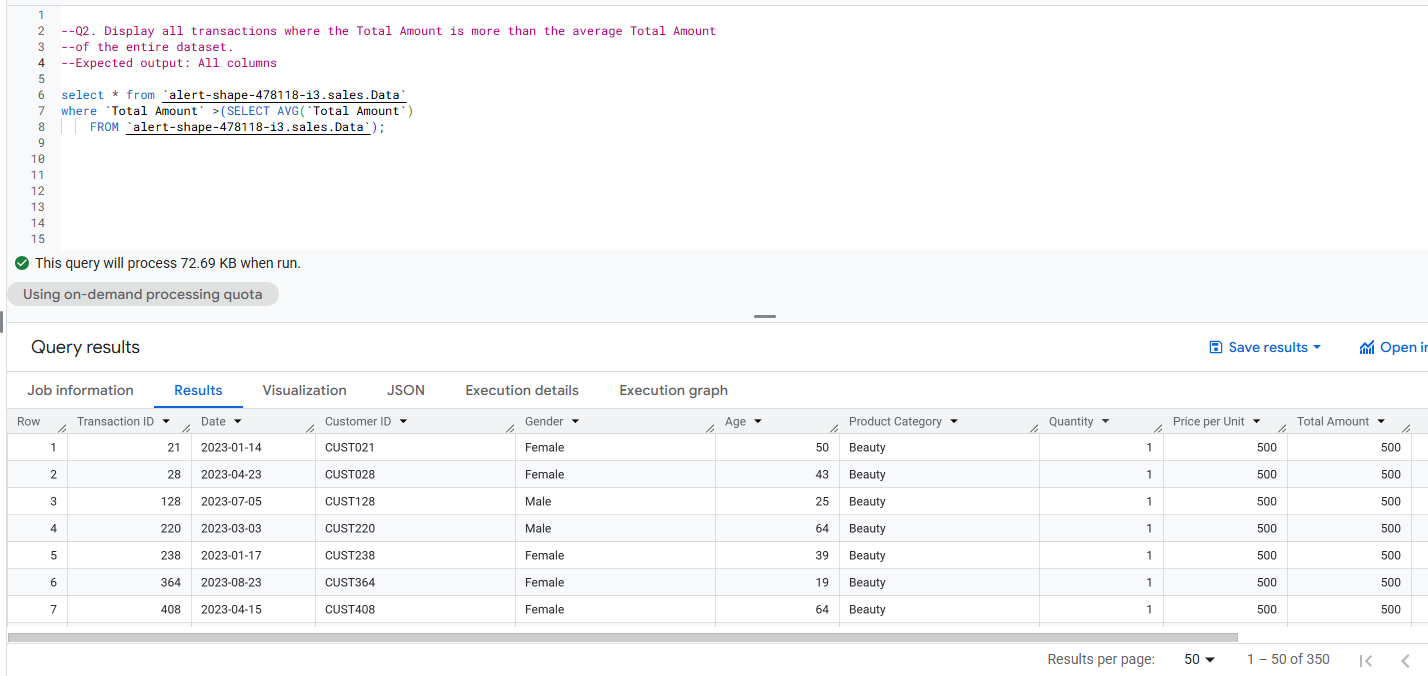 1
2 --Q2. Display all transactions where the Total Amount is more than the average Total Amount
3 --of the entire dataset.
4 --Expected output: All columns
5
6 select * from `alert-shape-478118-i3.sales.Data`
7 where `Total Amount` >(SELECT AVG(`Total Amount`)
8 FROM `alert-shape-478118-i3.sales.Data`);
9
10
11
12
13
14
15
This query will process 72.69 KB when run.
Using on-demand processing quota
Query results Save results Open in
Job information Results Visualization JSON Execution details Execution graph
Row Transaction ID Date Customer ID Gender Age Product Category Quantity Price per Unit Total Amount
1 21 2023-01-14 CUST021 Female 50 Beauty 1 500 500
2 28 2023-04-23 CUST028 Female 43 Beauty 1 500 500
3 128 2023-07-05 CUST128 Male 25 Beauty 1 500 500
4 220 2023-03-03 CUST220 Male 64 Beauty 1 500 500
5 238 2023-01-17 CUST238 Female 39 Beauty 1 500 500
6 364 2023-08-23 CUST364 Female 19 Beauty 1 500 500
7 408 2023-04-15 CUST408 Female 64 Beauty 1 500 500
Results per page: 50 1 – 50 of 350